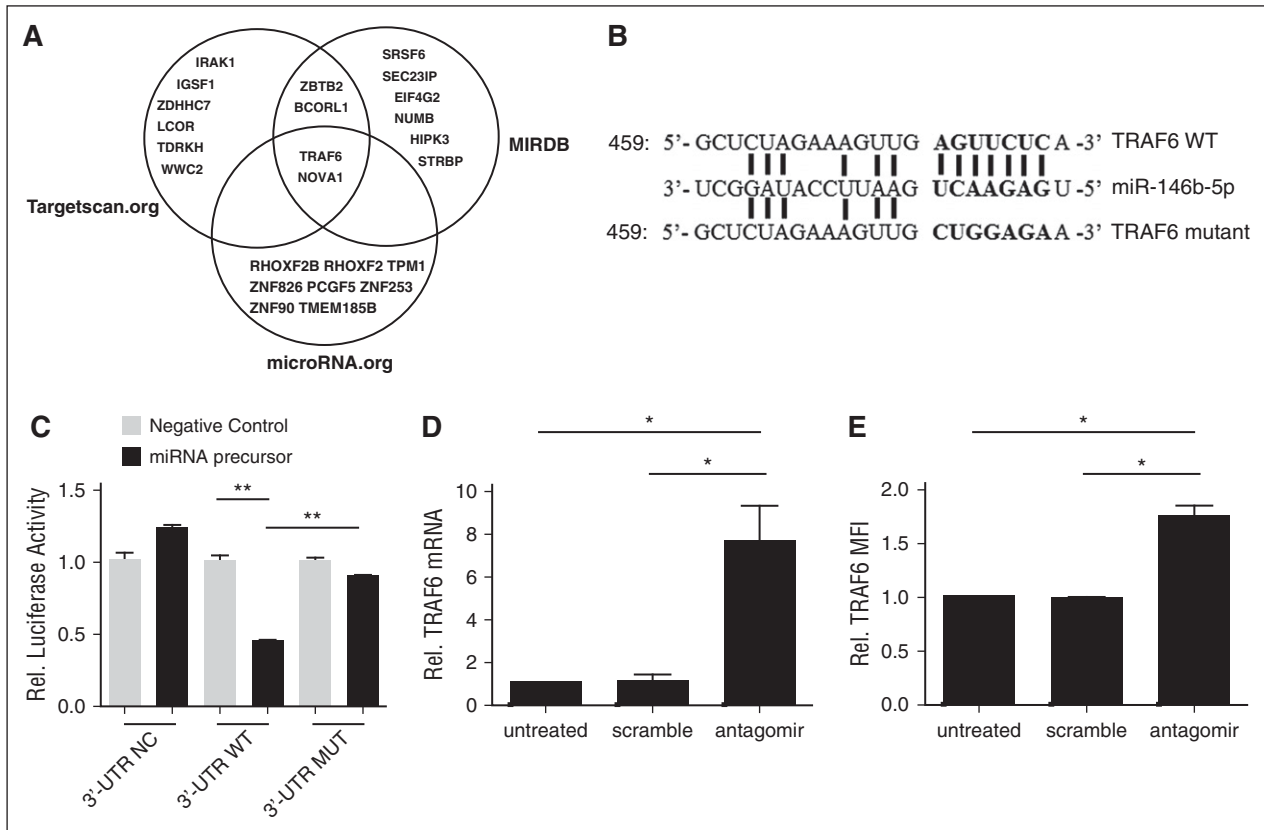 A
IRAK1
IGSF1
ZDHHC7
LCOR
TDRKH
WWC2
ZBTB2
BCORL1
SRSF6
SEC23IP
EIF4G2
NUMB
HIPK3
STRBP
TRAF6
NOVA1
MIRDB
Targetscan.org
RHOXF2B RHOXF2 TPM1
ZNF826 PCGF5 ZNF253
ZNF90 TMEM185B
microRNA.org
B
459: 5'- GCUCUAGAAAGUUG AGUUCUCA -3' TRAF6 WT
3'-UCGGAUACCUUAAG UCAAGAGU -5' miR-146b-5p
459: 5'- GCUCUAGAAAGUUG CUGGAGAA -3' TRAF6 mutant
C
Negative Control
miRNA precursor
Rel. Luciferase Activity
1.5
1.0
0.5
0.0
**
**
3'-UTR NC
3'-UTR WT
3'-UTR MUT
D
*
*
Rel. TRAF6 mRNA
10
8
6
4
2
0
untreated scramble antagomir
E
*
*
Rel. TRAF6 MFI
2.0
1.5
1.0
0.5
0.0
untreated scramble antagomir